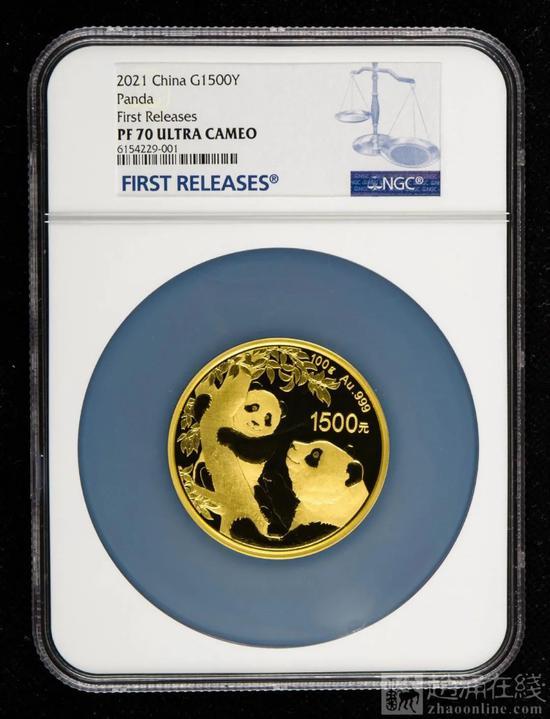 2021 China G1500Y
Panda
First Releases
PF 70 ULTRA CAMEO
6154229-001
FIRST RELEASES®
NGC®
100g Au.999
1500元
趙涌在綫
zhaoonline.com